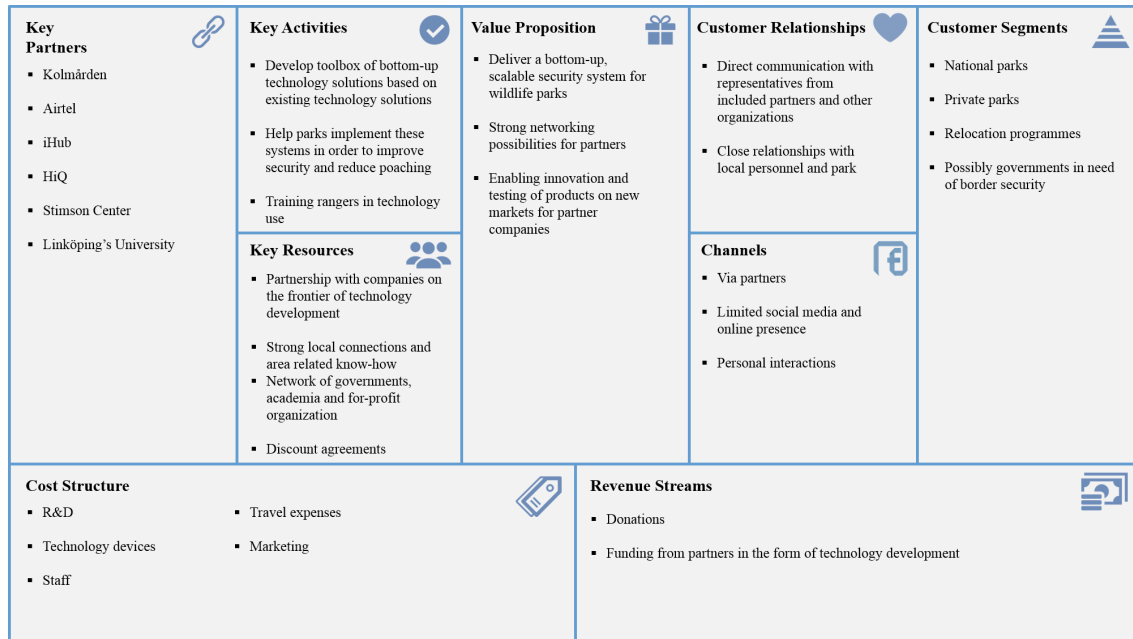 Key
Partners
▪ Kolmården
▪ Airtel
▪ iHub
▪ HiQ
▪ Stimson Center
▪ Linköping’s University
Key Activities
▪ Develop toolbox of bottom-up
technology solutions based on
existing technology solutions
▪ Help parks implement these
systems in order to improve
security and reduce poaching
▪ Training rangers in technology
use
Key Resources
▪ Partnership with companies on
the frontier of technology
development
▪ Strong local connections and
area related know-how
▪ Network of governments,
academia and for-profit
organization
▪ Discount agreements
Value Proposition
▪ Deliver a bottom-up,
scalable security system for
wildlife parks
▪ Strong networking
possibilities for partners
▪ Enabling innovation and
testing of products on new
markets for partner
companies
Customer Relationships
▪ Direct communication with
representatives from
included partners and other
organizations
▪ Close relationships with
local personnel and park
Channels
▪ Via partners
▪ Limited social media and
online presence
▪ Personal interactions
Customer Segments
▪ National parks
▪ Private parks
▪ Relocation programmes
▪ Possibly governments in need
of border security
Cost Structure
▪ R&D
▪ Technology devices
▪ Staff
▪ Travel expenses
▪ Marketing
Revenue Streams
▪ Donations
▪ Funding from partners in the form of technology development